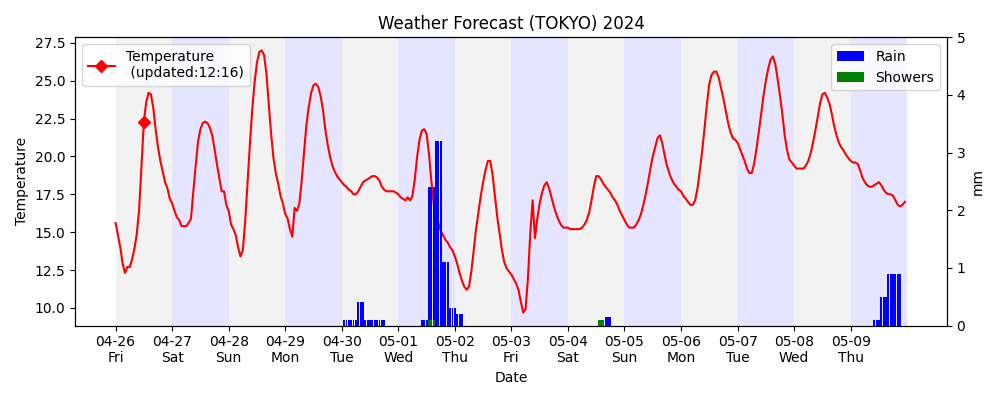 Weather Forecast (TOKYO) 2024
Temperature
(updated:12:16)
Rain
Showers
27.5
25.0
22.5
20.0
17.5
15.0
12.5
10.0
Temperature
5
4
3
2
1
0
mm
04-26 04-27 04-28 04-29 04-30 05-01 05-02 05-03 05-04 05-05 05-06 05-07 05-08 05-09
Fri Sat Sun Mon Tue Wed Thu Fri Sat Sun Mon Tue Wed Thu
Date